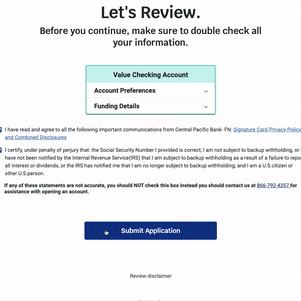 Let's Review.
Before you continue, make sure to double check all
your information.
Value Checking Account
Account Preferences
Funding Details
I have read and agree to all the following important communications from Central Pacific Bank- FN: Signature Card Privacy
and Combined Disclosures
I certify, under penalty of perjury that: the Social Security Number I provided is correct; I am not subject to backup withholding, or
have not been notified by the Internal Revenue Service(IRS) that I am subject to backup withholding as a result of a failure to repo
all interest or dividends, or the IRS has notified me that I am no longer subject to backup withholding; and I am a U.S.citizen or
other U.S.person.
If any of these statements are not accurate, you should NOT check this box instead you should contact us at 866-792-4357 for
assistance with opening an account.
Submit Application
Review disclaimer